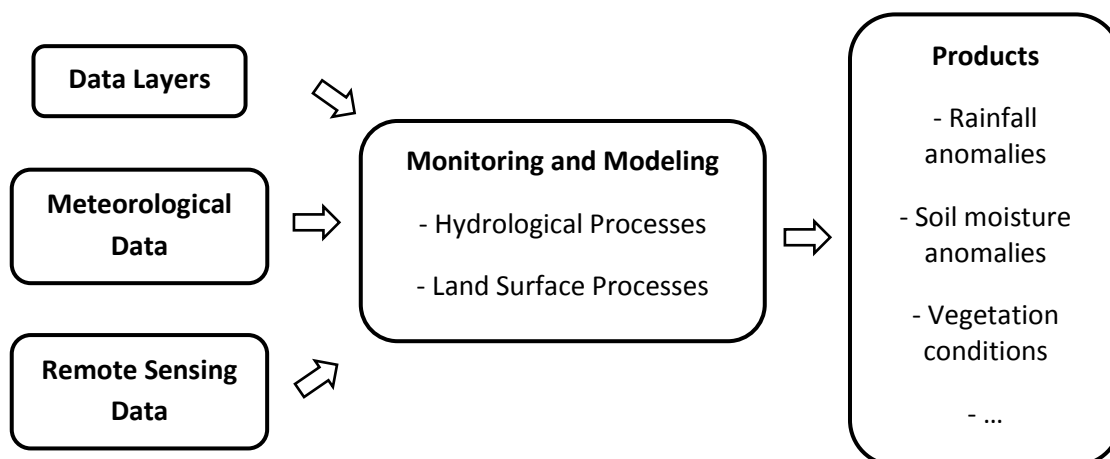 Data Layers
Meteorological
Data
Remote Sensing
Data
Monitoring and Modeling
- Hydrological Processes
- Land Surface Processes
Products
- Rainfall
anomalies
- Soil moisture
anomalies
- Vegetation
conditions
- ...